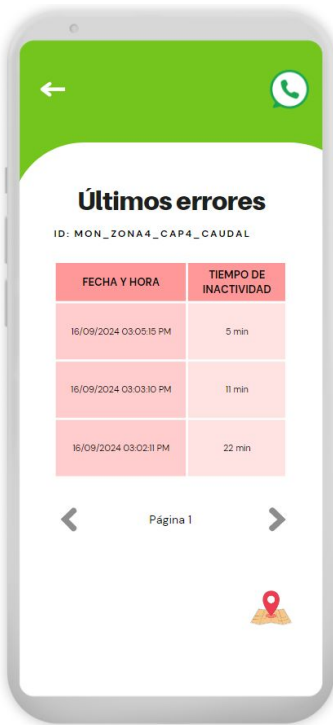 Últimos errores
ID: MON_ZONA4_CAP4_CAUDAL
FECHA Y HORA TIEMPO DE INACTIVIDAD
16/09/2024 03:05:15 PM 5 min
16/09/2024 03:03:10 PM 11 min
16/09/2024 03:02:11 PM 22 min
Página 1